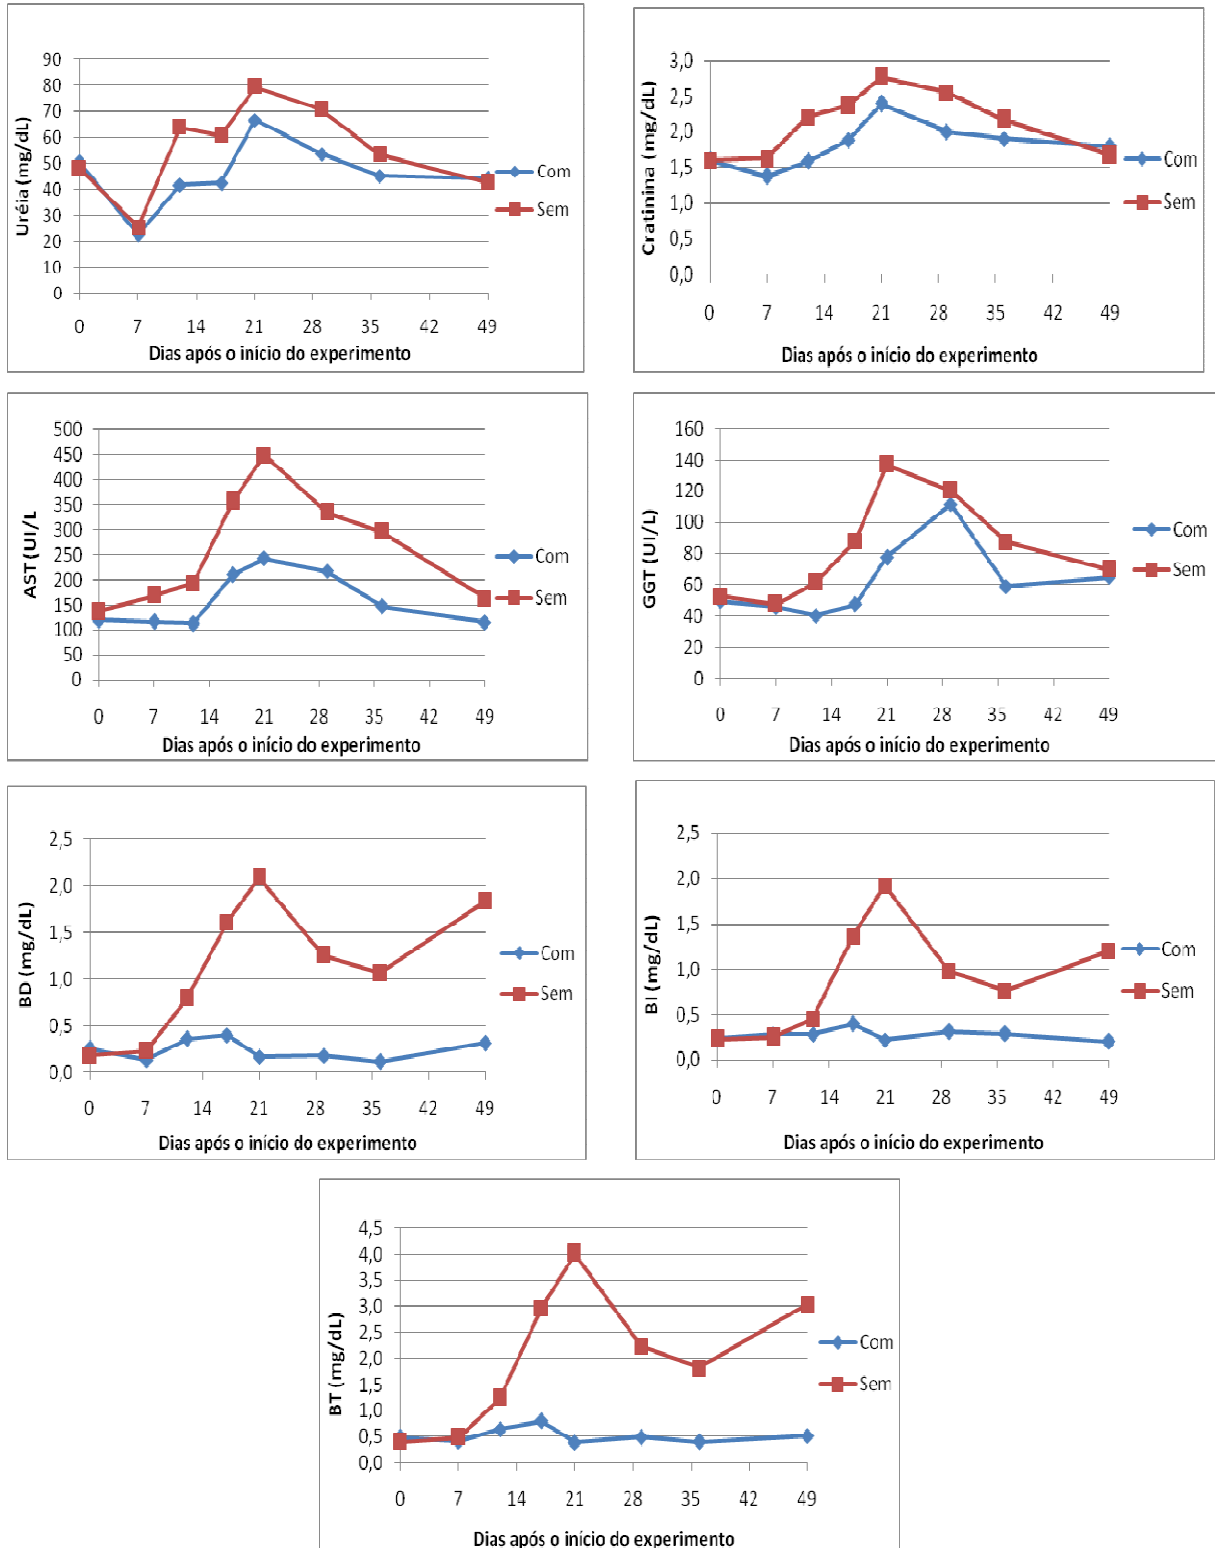 Uréia (mg/dL)
90
80
70
60
50
40
30
20
10
0
0 7 14 21 28 35 42 49
Dias após o início do experimento
Com
Sem
Cratinina (mg/dL)
3,0
2,5
2,0
1,5
1,0
0,5
0,0
0 7 14 21 28 35 42 49
Dias após o início do experimento
Com
Sem
AST (UI/L
500
450
400
350
300
250
200
150
100
50
0
0 7 14 21 28 35 42 49
Dias após o início do experimento
Com
Sem
GGT (UI/L)
160
140
120
100
80
60
40
20
0
0 7 14 21 28 35 42 49
Dias após o início do experimento
Com
Sem
BD (mg/dL)
2,5
2,0
1,5
1,0
0,5
0,0
0 7 14 21 28 35 42 49
Dias após o início do experimento
Com
Sem
BI (mg/dL)
2,5
2,0
1,5
1,0
0,5
0,0
0 7 14 21 28 35 42 49
Dias após o início do experimento
Com
Sem
BT (mg/dL)
4,5
4,0
3,5
3,0
2,5
2,0
1,5
1,0
0,5
0,0
0 7 14 21 28 35 42 49
Dias após o início do experimento
Com
Sem